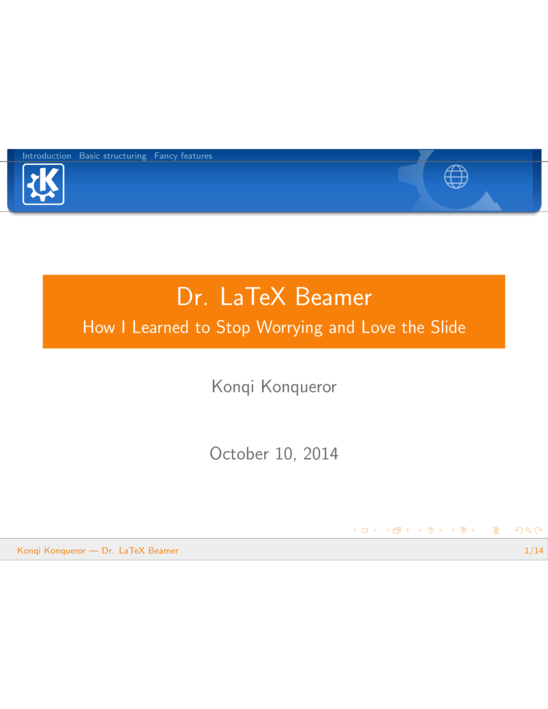 Introduction Basic structuring Fancy features
K
Dr. LaTeX Beamer
How I Learned to Stop Worrying and Love the Slide
Konqi Konqueror
October 10, 2014
Konqi Konqueror — Dr. LaTeX Beamer 1/14